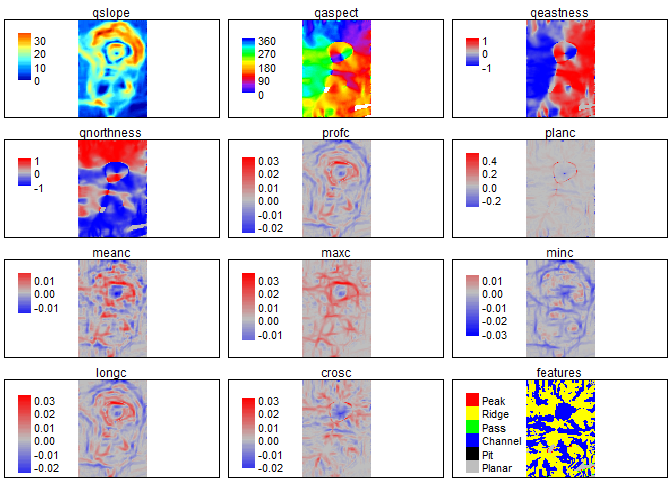 qslope
30
20
10
0
qaspect
360
270
180
90
0
qeastness
1
0
-1
qnorthness
1
0
-1
profc
0.03
0.02
0.01
0.00
-0.01
-0.02
planc
0.4
0.2
0.0
-0.2
meanc
0.01
0.00
-0.01
maxc
0.03
0.02
0.01
0.00
-0.01
minc
0.01
0.00
-0.01
-0.02
-0.03
longc
0.03
0.02
0.01
0.00
-0.01
-0.02
crosc
0.03
0.02
0.01
0.00
-0.01
-0.02
features
Peak
Ridge
Pass
Channel
Pit
Planar